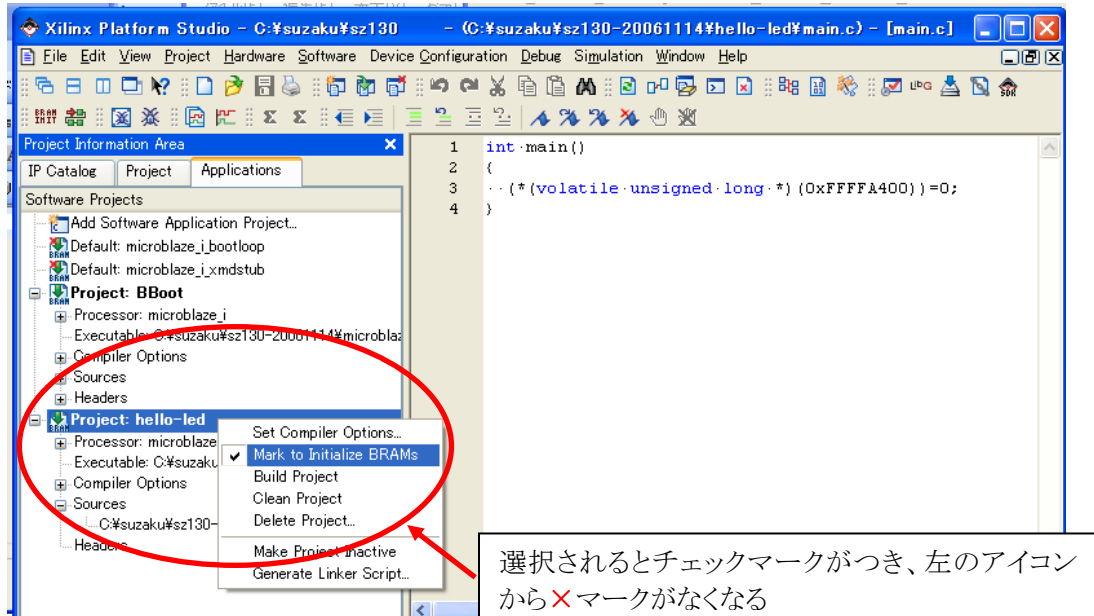 Xilinx Platform Studio - C:¥suzaku¥sz130 - (C:¥suzaku¥sz130-20061114¥hello-led¥main.c) - [main.c]
File Edit View Project Hardware Software Device Configuration Debug Simulation Window Help
BRAM INIT
Project Information Area
IP Catalog Project Applications
Software Projects
Add Software Application Project...
Default: microblaze_i_bootloop
Default: microblaze_i_xmdstub
Project: BBoot
Processor: microblaze_i
Executable: C:¥suzaku¥sz130-20061114¥microblaz
Compiler Options
Sources
Headers
Project: hello-led
Processor: microblaze
Executable: C:¥suzaku
Compiler Options
Sources
C:¥suzaku¥sz130-
Headers
Set Compiler Options...
Mark to Initialize BRAMs
Build Project
Clean Project
Delete Project...
Make Project Inactive
Generate Linker Script...
1 int·main()
2 {
3 ··(*(volatile·unsigned·long·*)(0xFFFFA400))=0;
4 }
選択されるとチェックマークがつき、左のアイコン
から×マークがなくなる